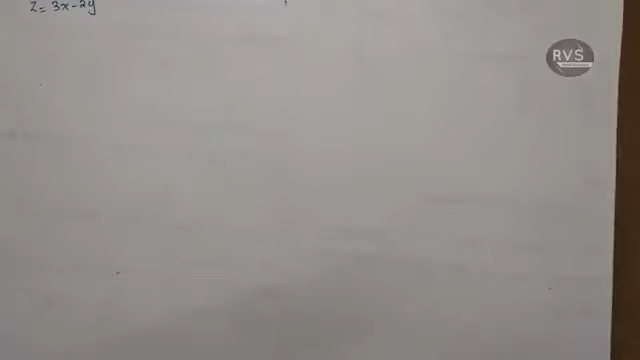 Z = 3x - 2y
RVS